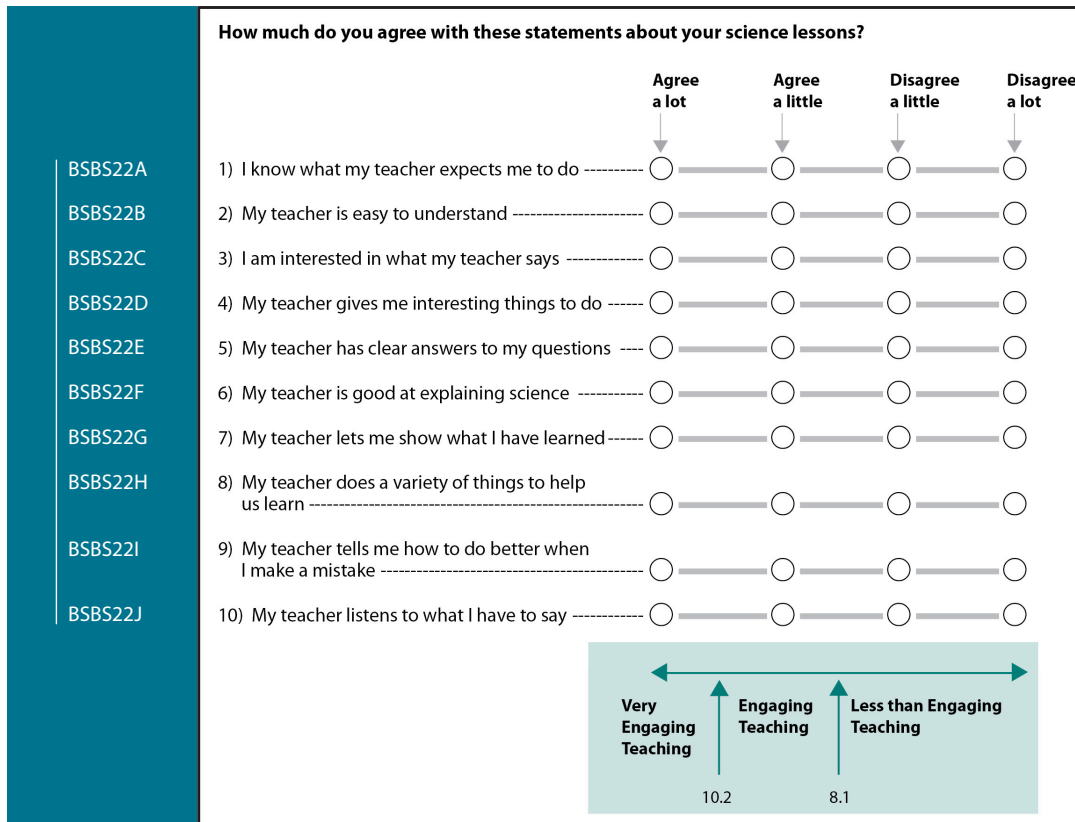 How much do you agree with these statements about your science lessons?
Agree
a lot
Agree
a little
Disagree
a little
Disagree
a lot
BSBS22A
1) I know what my teacher expects me to do
BSBS22B
2) My teacher is easy to understand
BSBS22C
3) I am interested in what my teacher says
BSBS22D
4) My teacher gives me interesting things to do
BSBS22E
5) My teacher has clear answers to my questions
BSBS22F
6) My teacher is good at explaining science
BSBS22G
7) My teacher lets me show what I have learned
BSBS22H
8) My teacher does a variety of things to help
us learn
BSBS22I
9) My teacher tells me how to do better when
I make a mistake
BSBS22J
10) My teacher listens to what I have to say
Very
Engaging
Teaching
Engaging
Teaching
Less than Engaging
Teaching
10.2
8.1